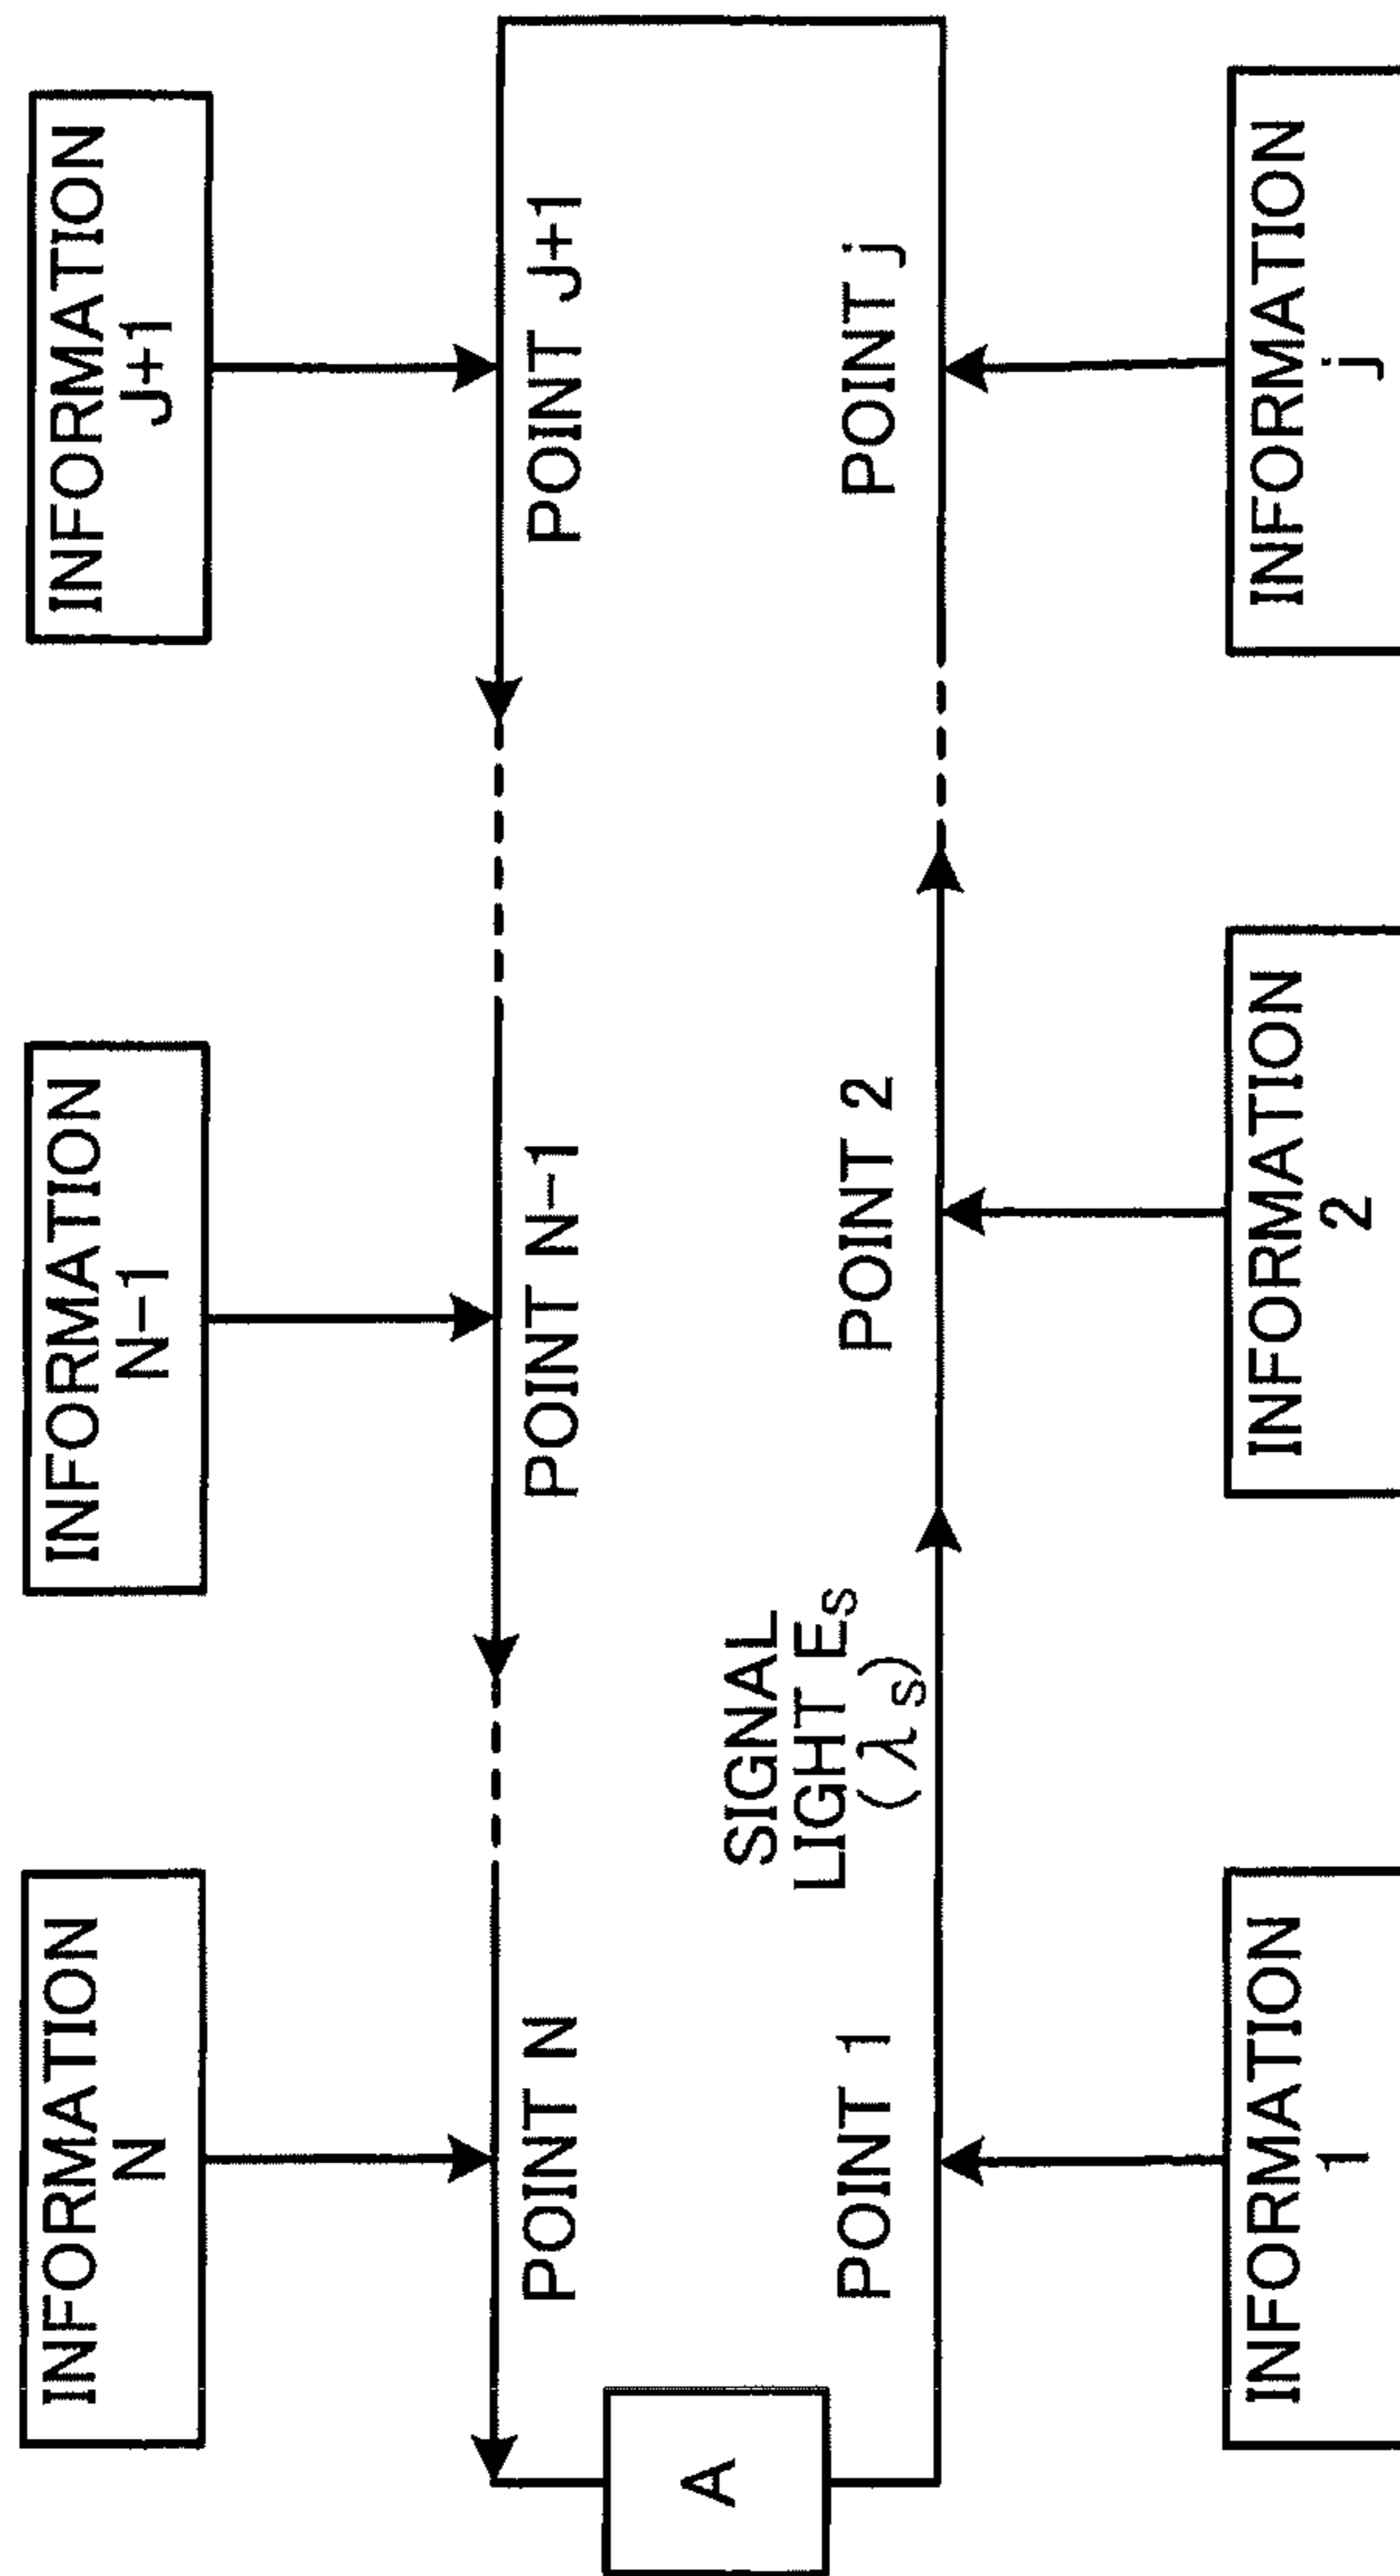 INFORMATION
N
INFORMATION
N-1
INFORMATION
J+1
POINT N
POINT N-1
POINT J+1
A
SIGNAL
LIGHT ES
(λS)
POINT 1
POINT 2
POINT j
INFORMATION
1
INFORMATION
2
INFORMATION
j